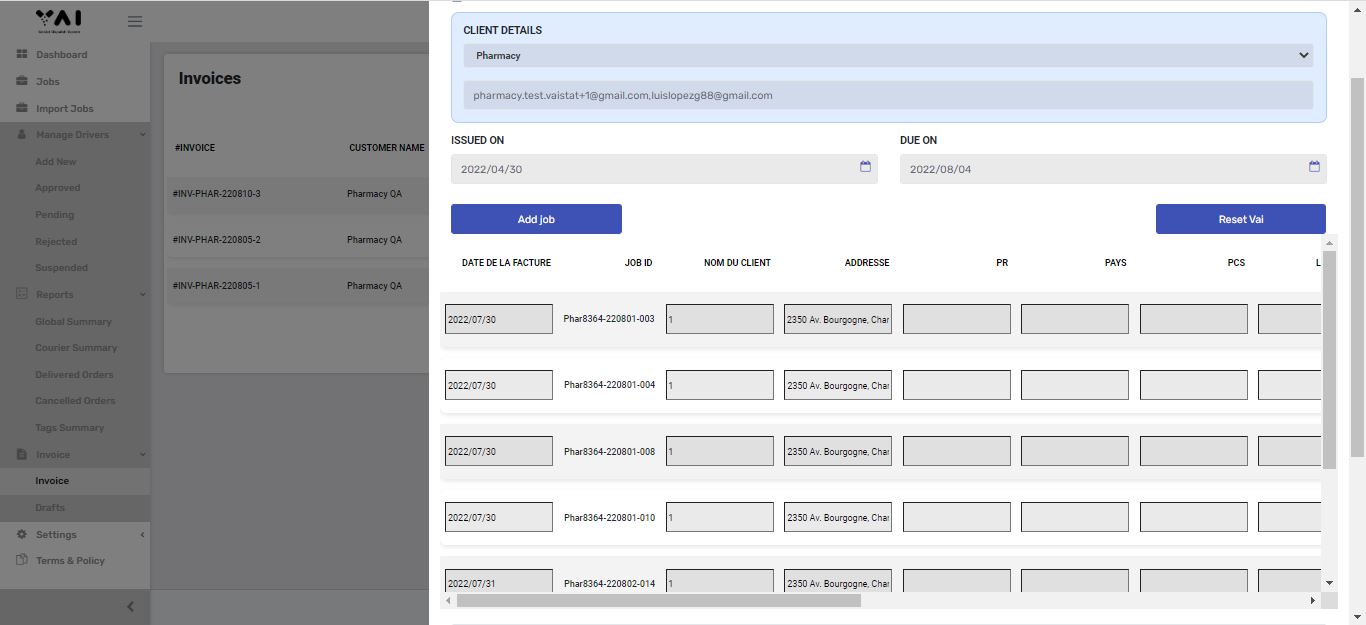 VAI
Dashboard
Jobs
Import Jobs
Manage Drivers
Add New
Approved
Pending
Rejected
Suspended
Reports
Global Summary
Courier Summary
Delivered Orders
Cancelled Orders
Tags Summary
Invoice
Invoice
Drafts
Settings
Terms & Policy
Invoices
#INVOICE CUSTOMER NAME
#INV-PHAR-220810-3 Pharmacy QA
#INV-PHAR-220805-2 Pharmacy QA
#INV-PHAR-220805-1 Pharmacy QA
CLIENT DETAILS
Pharmacy
pharmacy.test.vaistat+1@gmail.com,luislopezg88@gmail.com
ISSUED ON DUE ON
2022/04/30 2022/08/04
Add job Reset Vai
DATE DE LA FACTURE JOB ID NOM DU CLIENT ADDRESSE PR PAYS PCS L
2022/07/30 Phar8364-220801-003 1 2350 Av. Bourgogne, Char
2022/07/30 Phar8364-220801-004 1 2350 Av. Bourgogne, Char
2022/07/30 Phar8364-220801-008 1 2350 Av. Bourgogne, Char
2022/07/30 Phar8364-220801-010 1 2350 Av. Bourgogne, Char
2022/07/31 Phar8364-220802-014 1 2350 Av. Bourgogne, Char